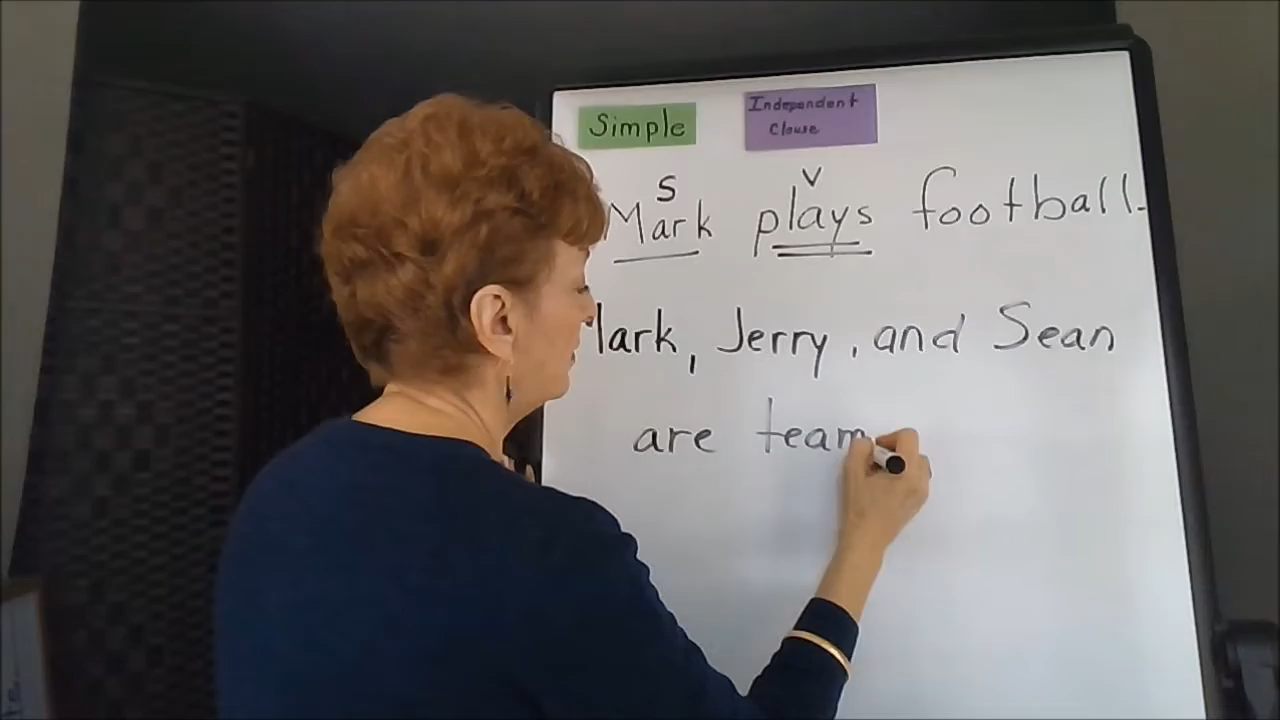 Simple
Independent
Clause
S
V
Mark plays football.
Mark, Jerry, and Sean
are team